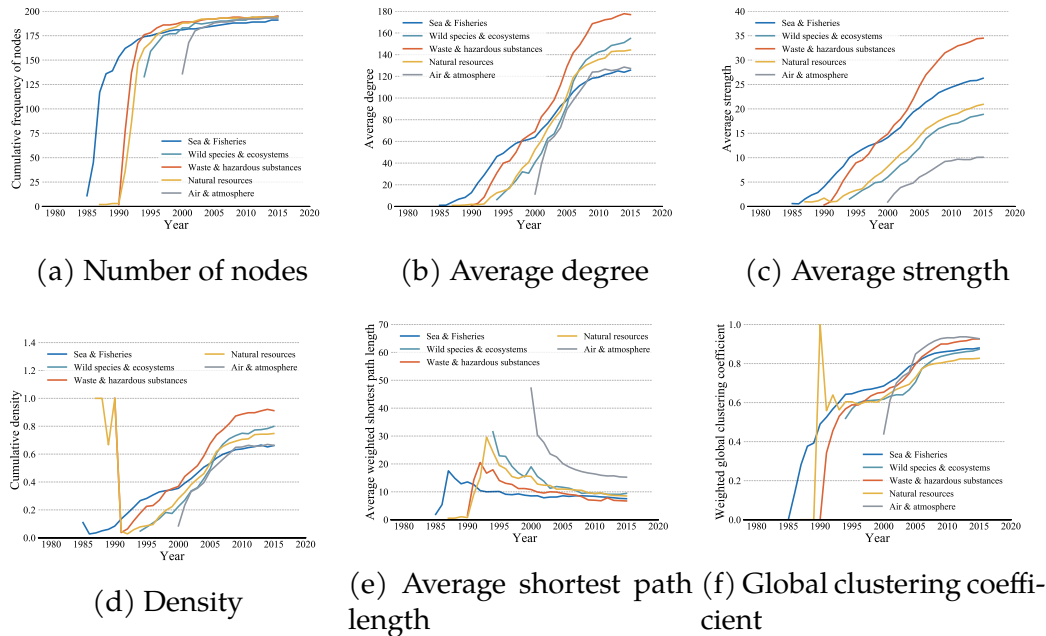 200
175
150
125
100
75
50
25
0
Cumulative frequency of nodes
Sea & Fisheries
Wild species & ecosystems
Waste & hazardous substances
Natural resources
Air & atmosphere
1980 1985 1990 1995 2000 2005 2010 2015 2020
Year
(a) Number of nodes
180
160
140
120
100
80
60
40
20
0
Average degree
Sea & Fisheries
Wild species & ecosystems
Waste & hazardous substances
Natural resources
Air & atmosphere
1980 1985 1990 1995 2000 2005 2010 2015 2020
Year
(b) Average degree
40
35
30
25
20
15
10
5
0
Average strength
Sea & Fisheries
Wild species & ecosystems
Waste & hazardous substances
Natural resources
Air & atmosphere
1980 1985 1990 1995 2000 2005 2010 2015 2020
Year
(c) Average strength
1.4
1.2
1.0
0.8
0.6
0.4
0.2
0.0
Cumulative density
Sea & Fisheries
Wild species & ecosystems
Waste & hazardous substances
Natural resources
Air & atmosphere
1980 1985 1990 1995 2000 2005 2010 2015 2020
Year
(d) Density
70
60
50
40
30
20
10
0
Average weighted shortest path length
Sea & Fisheries
Wild species & ecosystems
Waste & hazardous substances
Natural resources
Air & atmosphere
1980 1985 1990 1995 2000 2005 2010 2015 2020
Year
(e) Average shortest path
length
1.0
0.8
0.6
0.4
0.2
0.0
Weighted global clustering coefficient
Sea & Fisheries
Wild species & ecosystems
Waste & hazardous substances
Natural resources
Air & atmosphere
1980 1985 1990 1995 2000 2005 2010 2015 2020
Year
(f) Global clustering coeffi-
cient